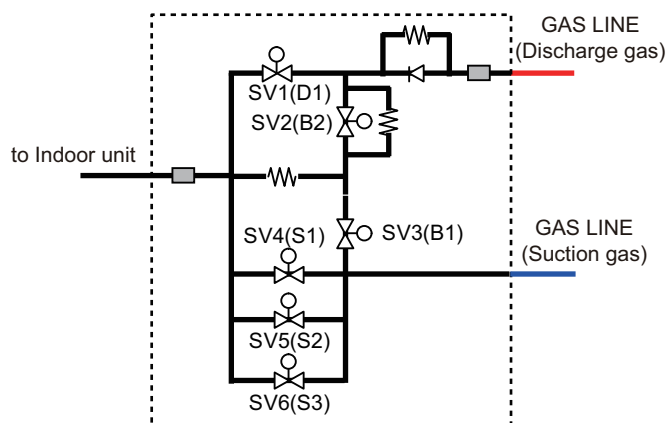 GAS LINE
(Discharge gas)
SV1(D1)
SV2(B2)
to Indoor unit
SV4(S1)
SV3(B1)
GAS LINE
(Suction gas)
SV5(S2)
SV6(S3)